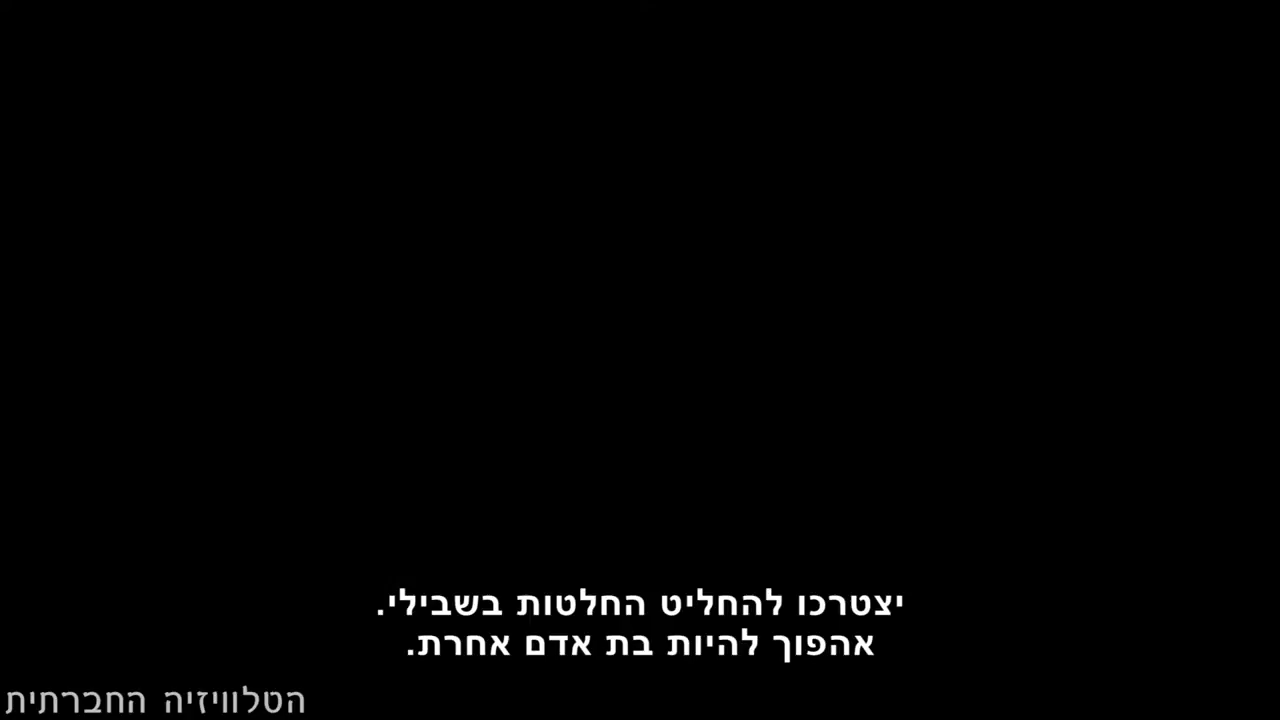 יצטרכו להחליט החלטות בשבילי.
אהפוך להיות בת אדם אחרת.
הטלוויזיה החברתית